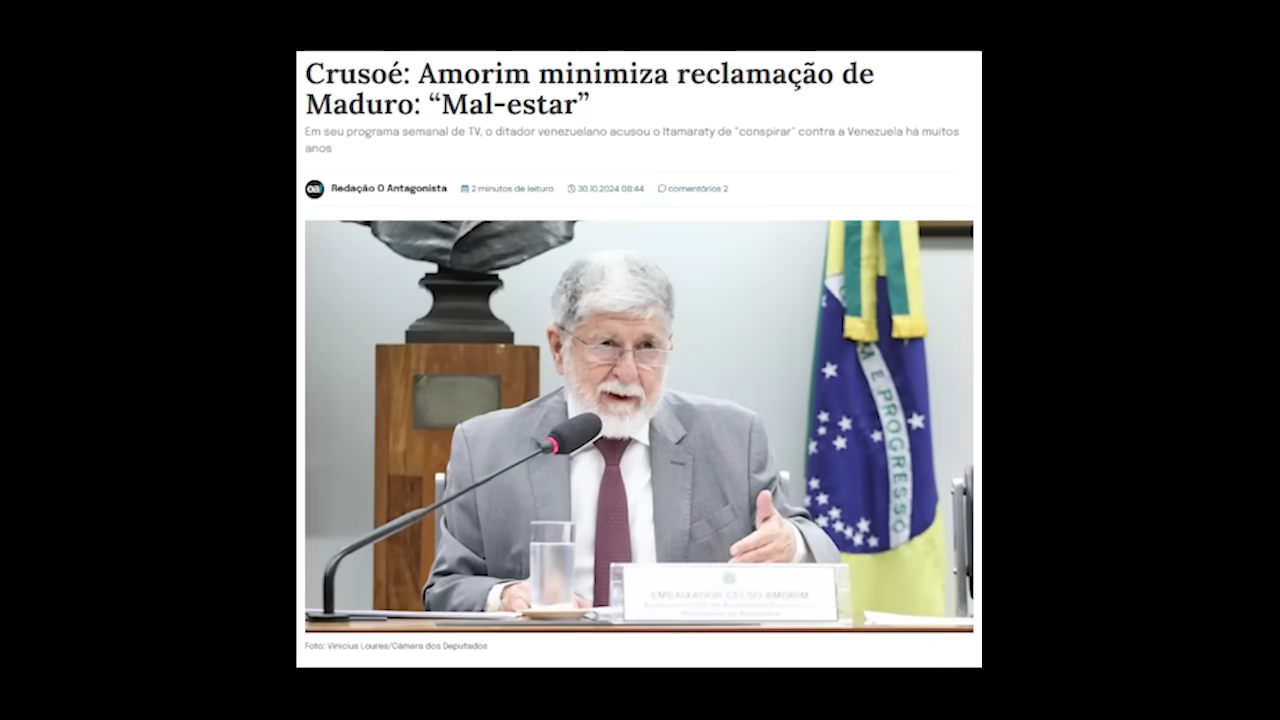 Crusoé: Amorim minimiza reclamação de
Maduro: “Mal-estar”
Em seu programa semanal de TV, o ditador venezuelano acusou o Itamaraty de "conspirar" contra a Venezuela há muitos
anos
oa
Redação O Antagonista 2 minutos de leitura 30.10.2024 08:44 comentários 2
M E PROGRESSO
EMBAIXADOR CELSO AMORIM
Foto: Vinicius Loures/Câmara dos Deputados